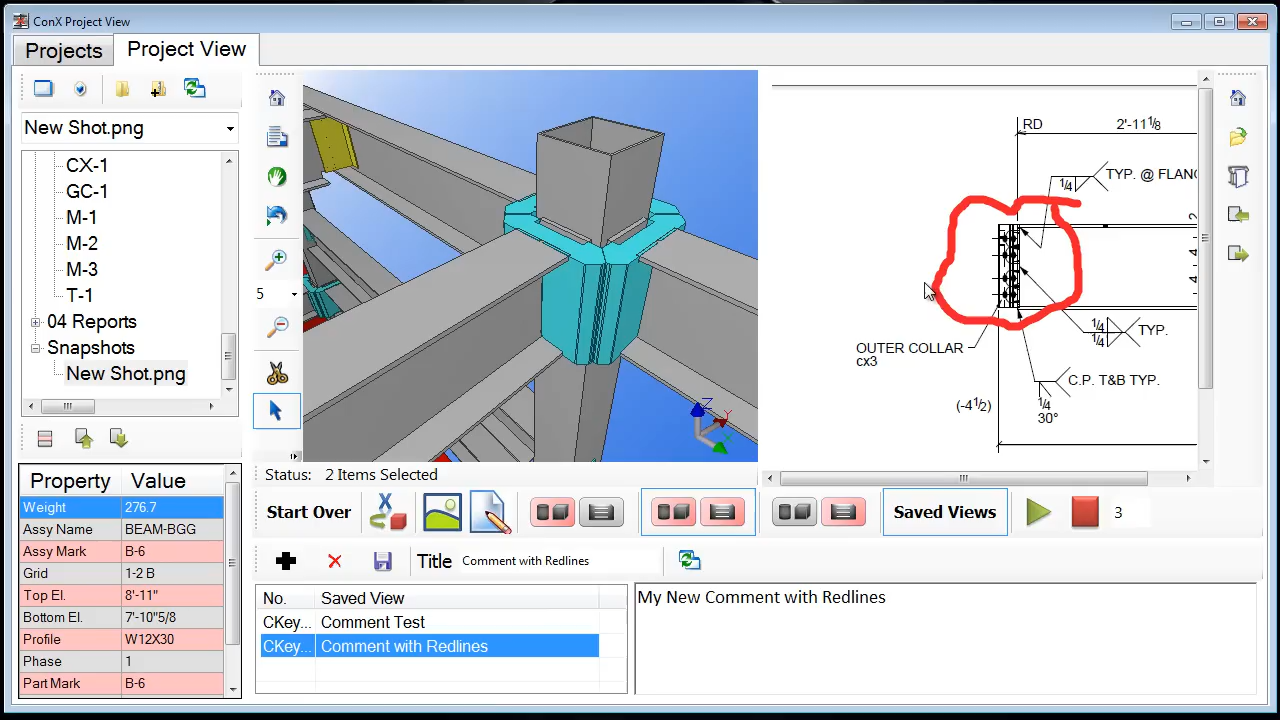 ConX Project View
Projects
Project View
New Shot.png
CX-1
GC-1
M-1
M-2
M-3
T-1
04 Reports
Snapshots
New Shot.png
Property Value
Weight 276.7
Assy Name BEAM-BGG
Assy Mark B-6
Grid 1-2 B
Top El. 8'-11"
Bottom El. 7'-10"5/8
Profile W12X30
Phase 1
Part Mark B-6
5
Z
Y
X
RD 2'-11 1/8
1/4 TYP. @ FLANG
2
4
4
OUTER COLLAR
cx3
1/4
1/4 TYP.
C.P. T&B TYP.
(-4 1/2)
1/4
30°
Status: 2 Items Selected
Start Over
Saved Views
3
Title Comment with Redlines
No. Saved View
CKey... Comment Test
CKey... Comment with Redlines
My New Comment with Redlines